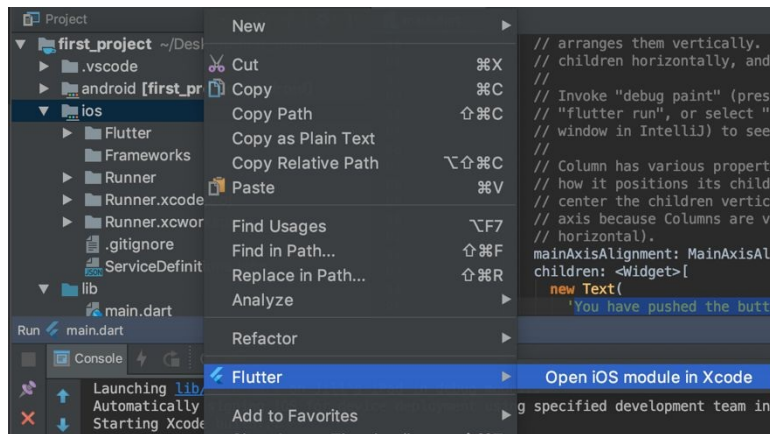 Project
first_project ~/Des
.vscode
android [first_pr
ios
Flutter
Frameworks
Runner
Runner.xcode
Runner.xcwor
.gitignore
ServiceDefinit
lib
main.dart
New
Cut ⌘X
Copy ⌘C
Copy Path ⇧⌘C
Copy as Plain Text
Copy Relative Path ⌥⇧⌘C
Paste ⌘V
Find Usages ⌥F7
Find in Path... ⇧⌘F
Replace in Path... ⇧⌘R
Analyze
Refactor
Flutter
Open iOS module in Xcode
Add to Favorites
// arranges them vertically.
// children horizontally, and
//
// Invoke "debug paint" (pres
// "flutter run", or select "
// window in IntelliJ) to see
//
// Column has various propert
// how it positions its child
// center the children vertic
// axis because Columns are v
// horizontal).
mainAxisAlignment: MainAxisAl
children: <Widget>[
new Text(
'You have pushed the butt
Run main.dart
Console
Launching lib/
Automatically
g specified development team in
Starting Xcode